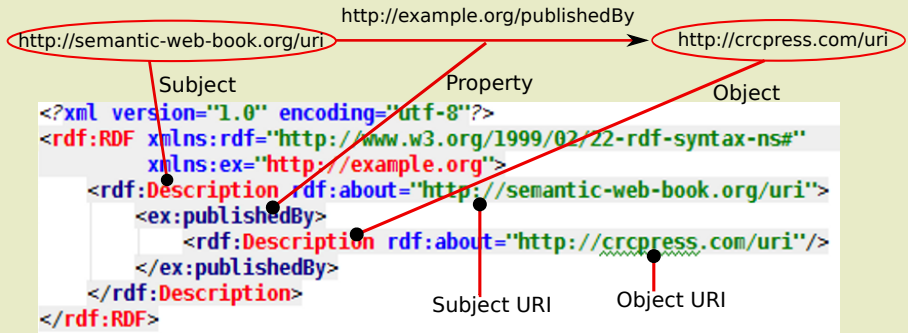 http://example.org/publishedBy
http://semantic-web-book.org/uri
http://crcpress.com/uri
Subject
Property
Object
<?xml version="1.0" encoding="utf-8"?>
<rdf:RDF xmlns:rdf="http://www.w3.org/1999/02/22-rdf-syntax-ns#"
xmlns:ex="http://example.org">
<rdf:Description rdf:about="http://semantic-web-book.org/uri">
<ex:publishedBy>
<rdf:Description rdf:about="http://crcpress.com/uri"/>
</ex:publishedBy>
</rdf:Description>
</rdf:RDF>
Subject URI
Object URI